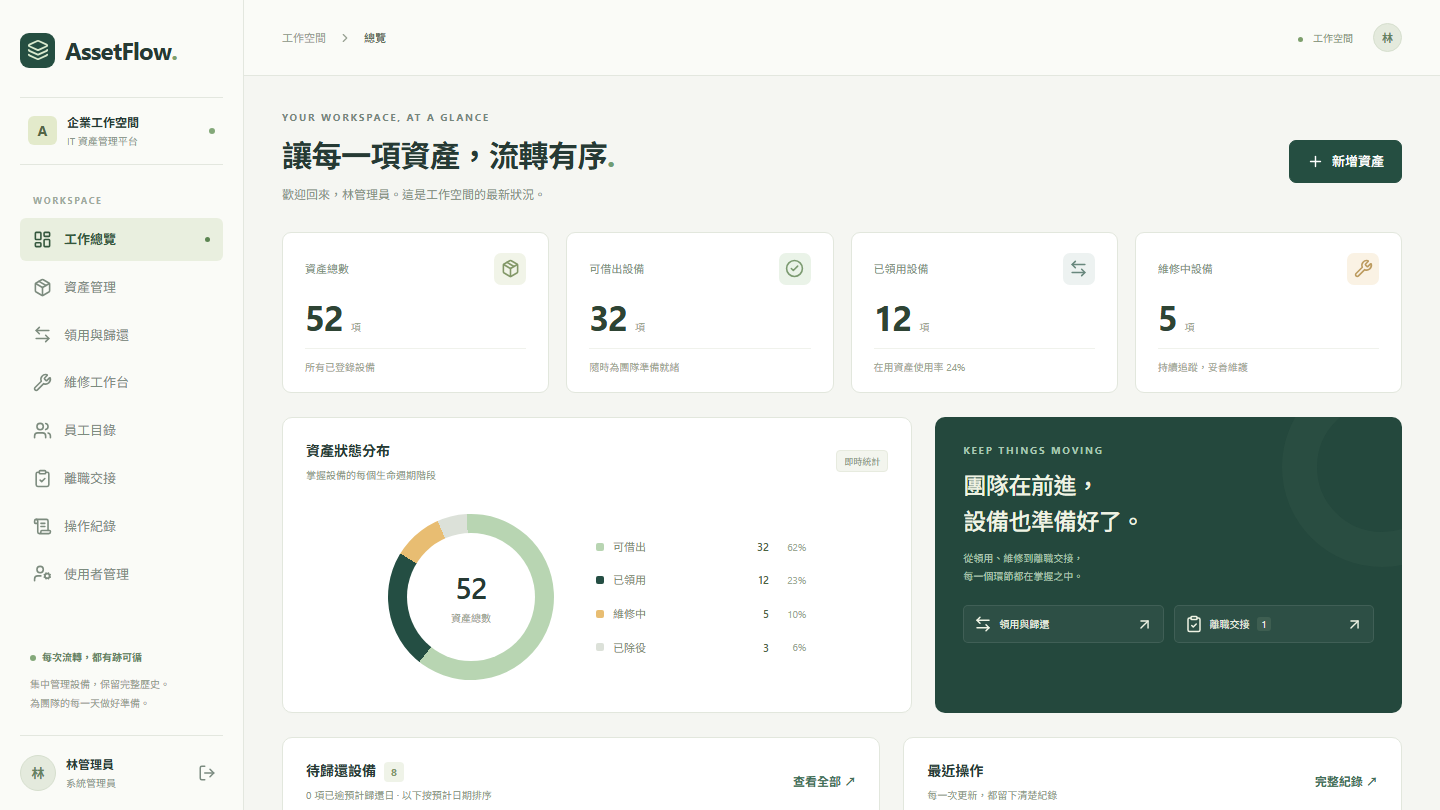 AssetFlow.
A
企業工作空間
IT 資產管理平台
WORKSPACE
工作總覽
資產管理
領用與歸還
維修工作台
員工目錄
離職交接
操作紀錄
使用者管理
每次流轉，都有跡可循
集中管理設備，保留完整歷史。
為團隊的每一天做好準備。
林
林管理員
系統管理員
工作空間
總覽
工作空間
林
YOUR WORKSPACE, AT A GLANCE
讓每一項資產，流轉有序.
歡迎回來，林管理員。這是工作空間的最新狀況。
新增資產
資產總數
52 項
所有已登錄設備
可借出設備
32 項
隨時為團隊準備就緒
已領用設備
12 項
在用資產使用率 24%
維修中設備
5 項
持續追蹤，妥善維護
資產狀態分布
掌握設備的每個生命週期階段
即時統計
52
資產總數
可借出 32 62%
已領用 12 23%
維修中 5 10%
已除役 3 6%
KEEP THINGS MOVING
團隊在前進，
設備也準備好了。
從領用、維修到離職交接，
每一個環節都在掌握之中。
領用與歸還
離職交接 1
待歸還設備 8
0 項已逾預計歸還日 · 以下按預計日期排序
查看全部 ↗
最近操作
每一次更新，都留下清楚紀錄
完整紀錄 ↗